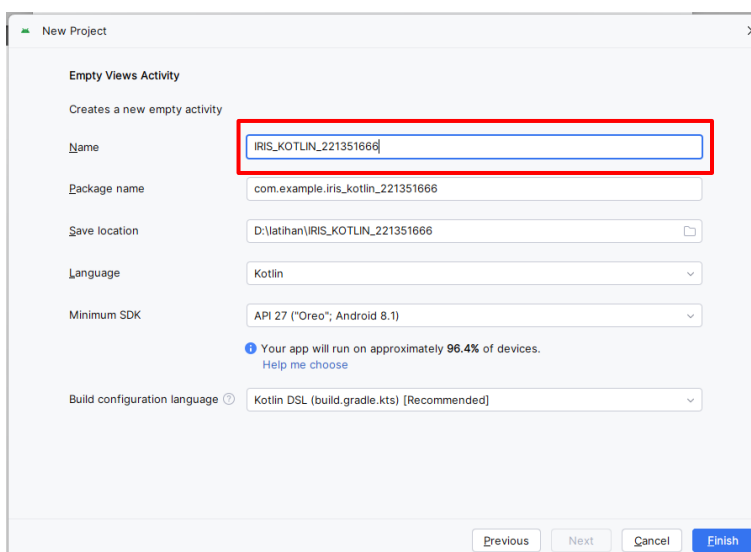 New Project
Empty Views Activity
Creates a new empty activity
Name IRIS_KOTLIN_221351666
Package name com.example.iris_kotlin_221351666
Save location D:\latihan\IRIS_KOTLIN_221351666
Language Kotlin
Minimum SDK API 27 ("Oreo"; Android 8.1)
Your app will run on approximately 96.4% of devices.
Help me choose
Build configuration language Kotlin DSL (build.gradle.kts) [Recommended]
Previous Next Cancel Finish